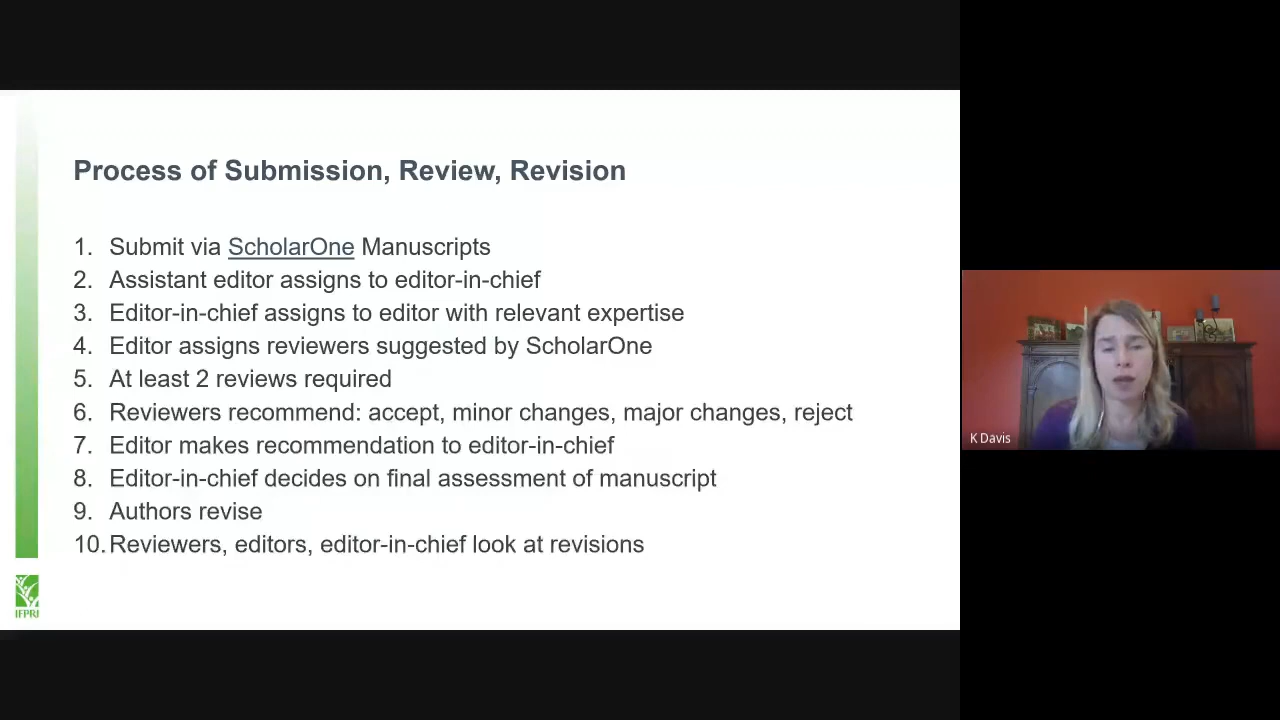 Process of Submission, Review, Revision
1. Submit via ScholarOne Manuscripts
2. Assistant editor assigns to editor-in-chief
3. Editor-in-chief assigns to editor with relevant expertise
4. Editor assigns reviewers suggested by ScholarOne
5. At least 2 reviews required
6. Reviewers recommend: accept, minor changes, major changes, reject
7. Editor makes recommendation to editor-in-chief
8. Editor-in-chief decides on final assessment of manuscript
9. Authors revise
10. Reviewers, editors, editor-in-chief look at revisions
IFPRI
K Davis